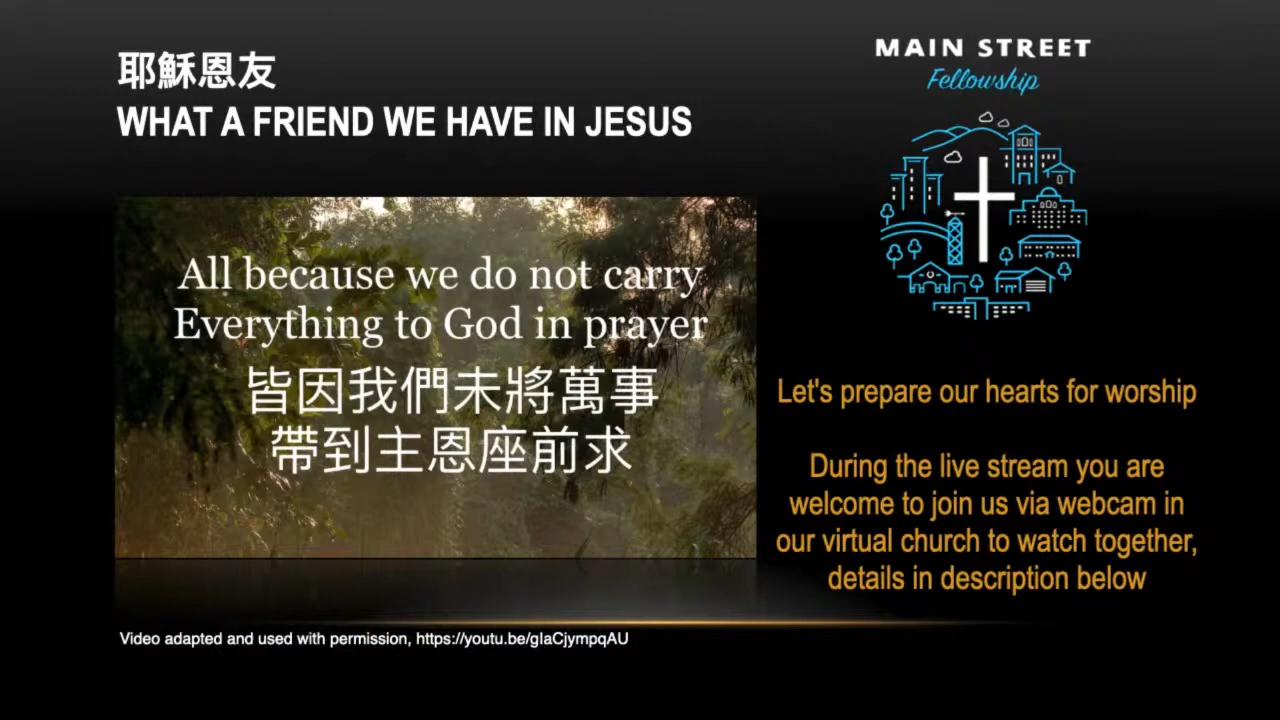 耶穌恩友
WHAT A FRIEND WE HAVE IN JESUS
All because we do not carry
Everything to God in prayer
皆因我們未將萬事
帶到主恩座前求
Video adapted and used with permission, https://youtu.be/gIaCjympqAU
MAIN STREET
Fellowship
Let's prepare our hearts for worship
During the live stream you are
welcome to join us via webcam in
our virtual church to watch together,
details in description below